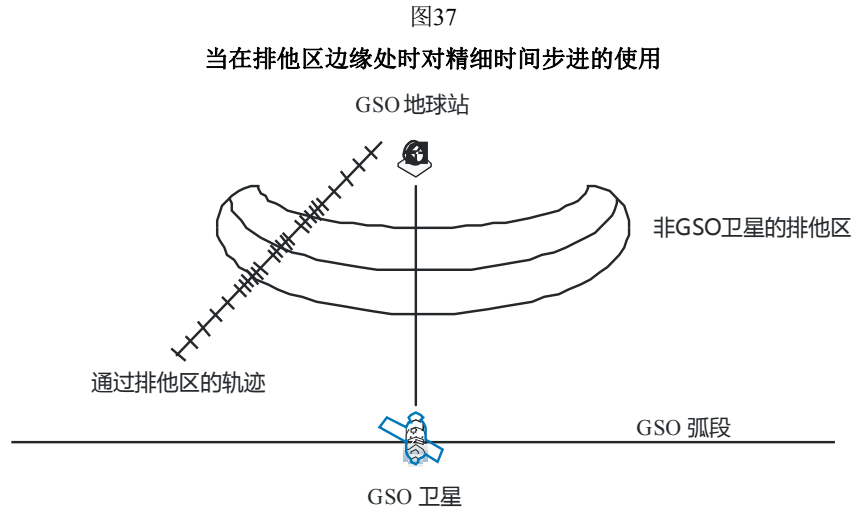 图37
当在排他区边缘处时对精细时间步进的使用
GSO 地球站
非GSO卫星的排他区
通过排他区的轨迹
GSO 弧段
GSO 卫星